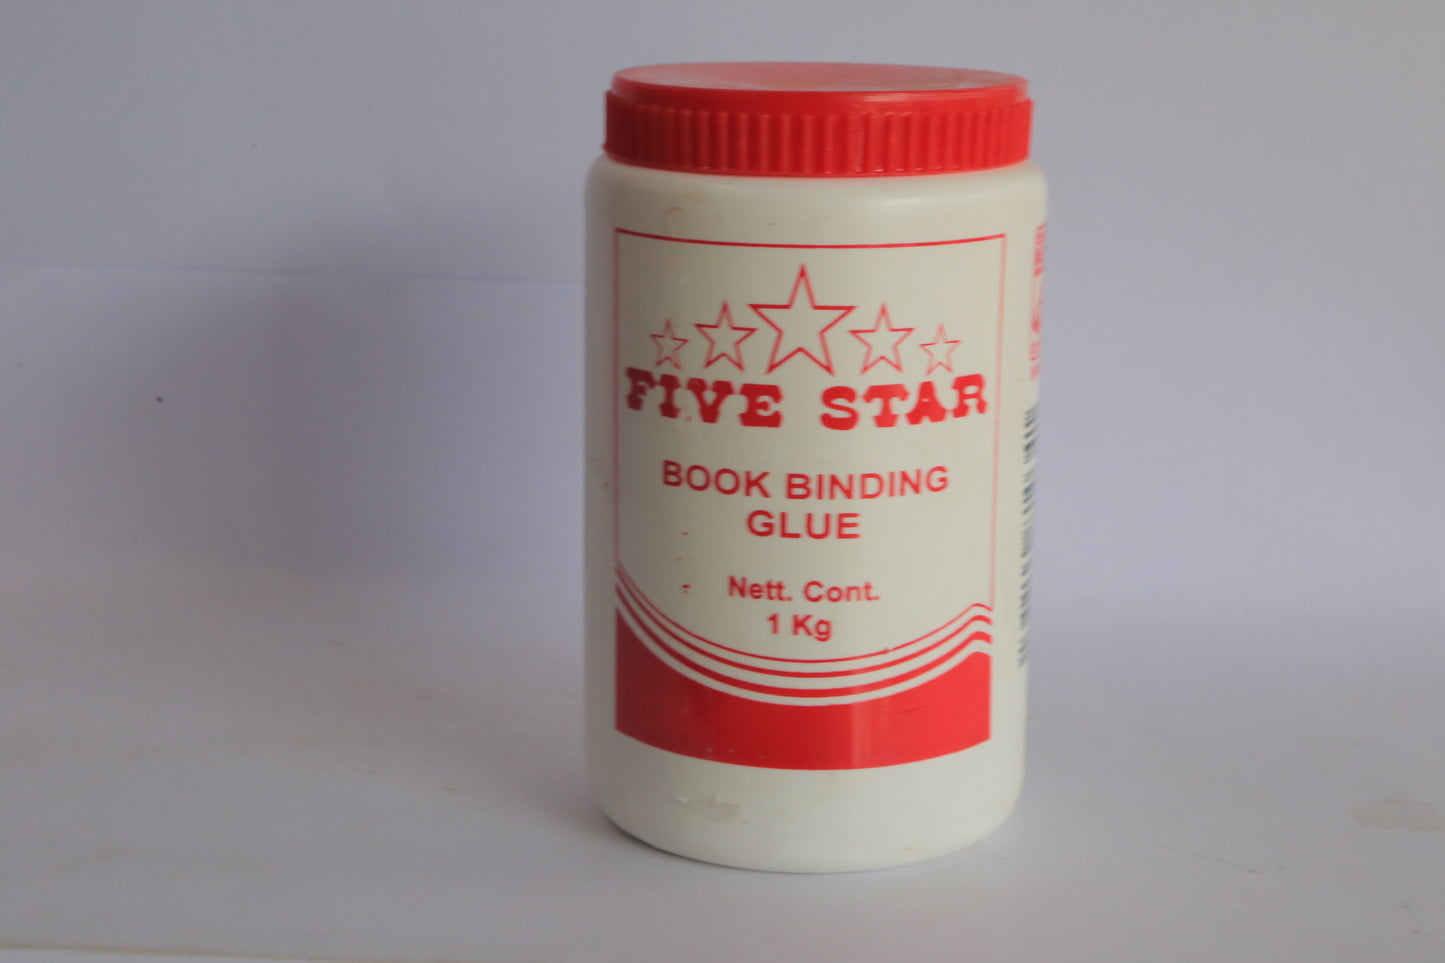 FIVE STAR
BOOK BINDING
GLUE
Nett. Cont.
1 Kg